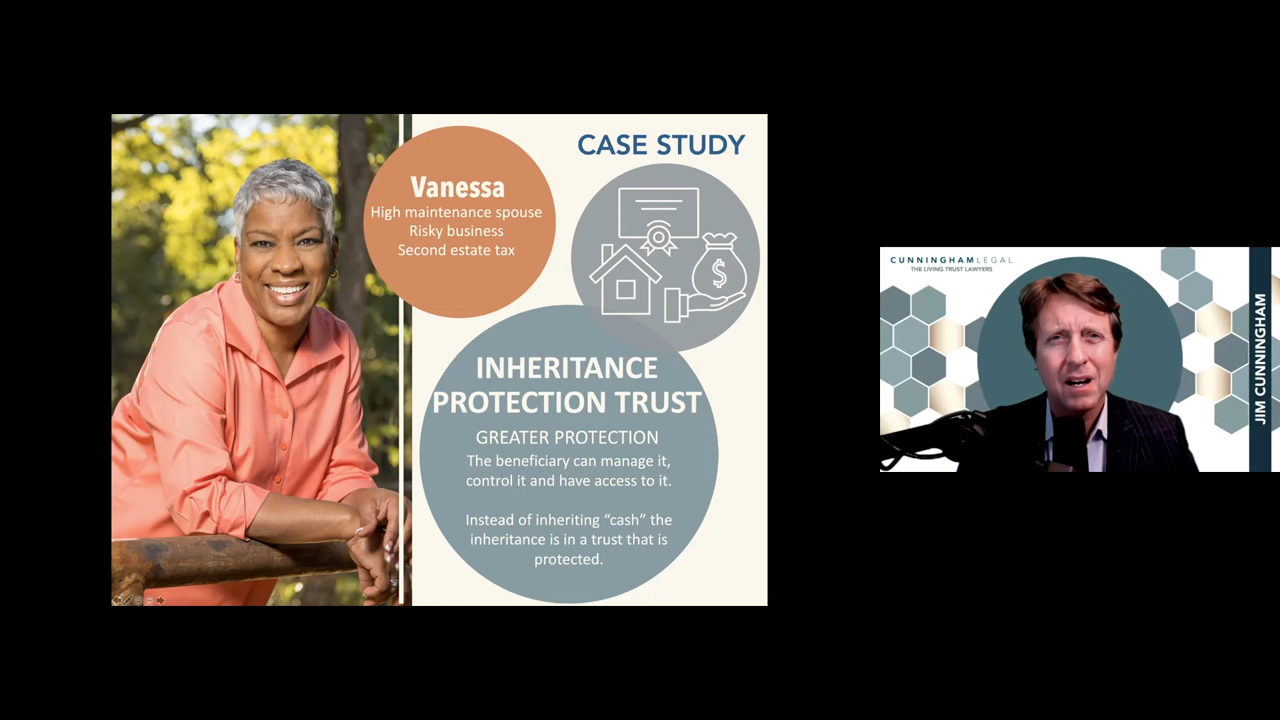 CASE STUDY
Vanessa
High maintenance spouse
Risky business
Second estate tax
$
INHERITANCE
PROTECTION TRUST
GREATER PROTECTION
The beneficiary can manage it,
control it and have access to it.
Instead of inheriting “cash” the
inheritance is in a trust that is
protected.
CUNNINGHAMLEGAL
THE LIVING TRUST LAWYERS
JIM CUNNINGHAM